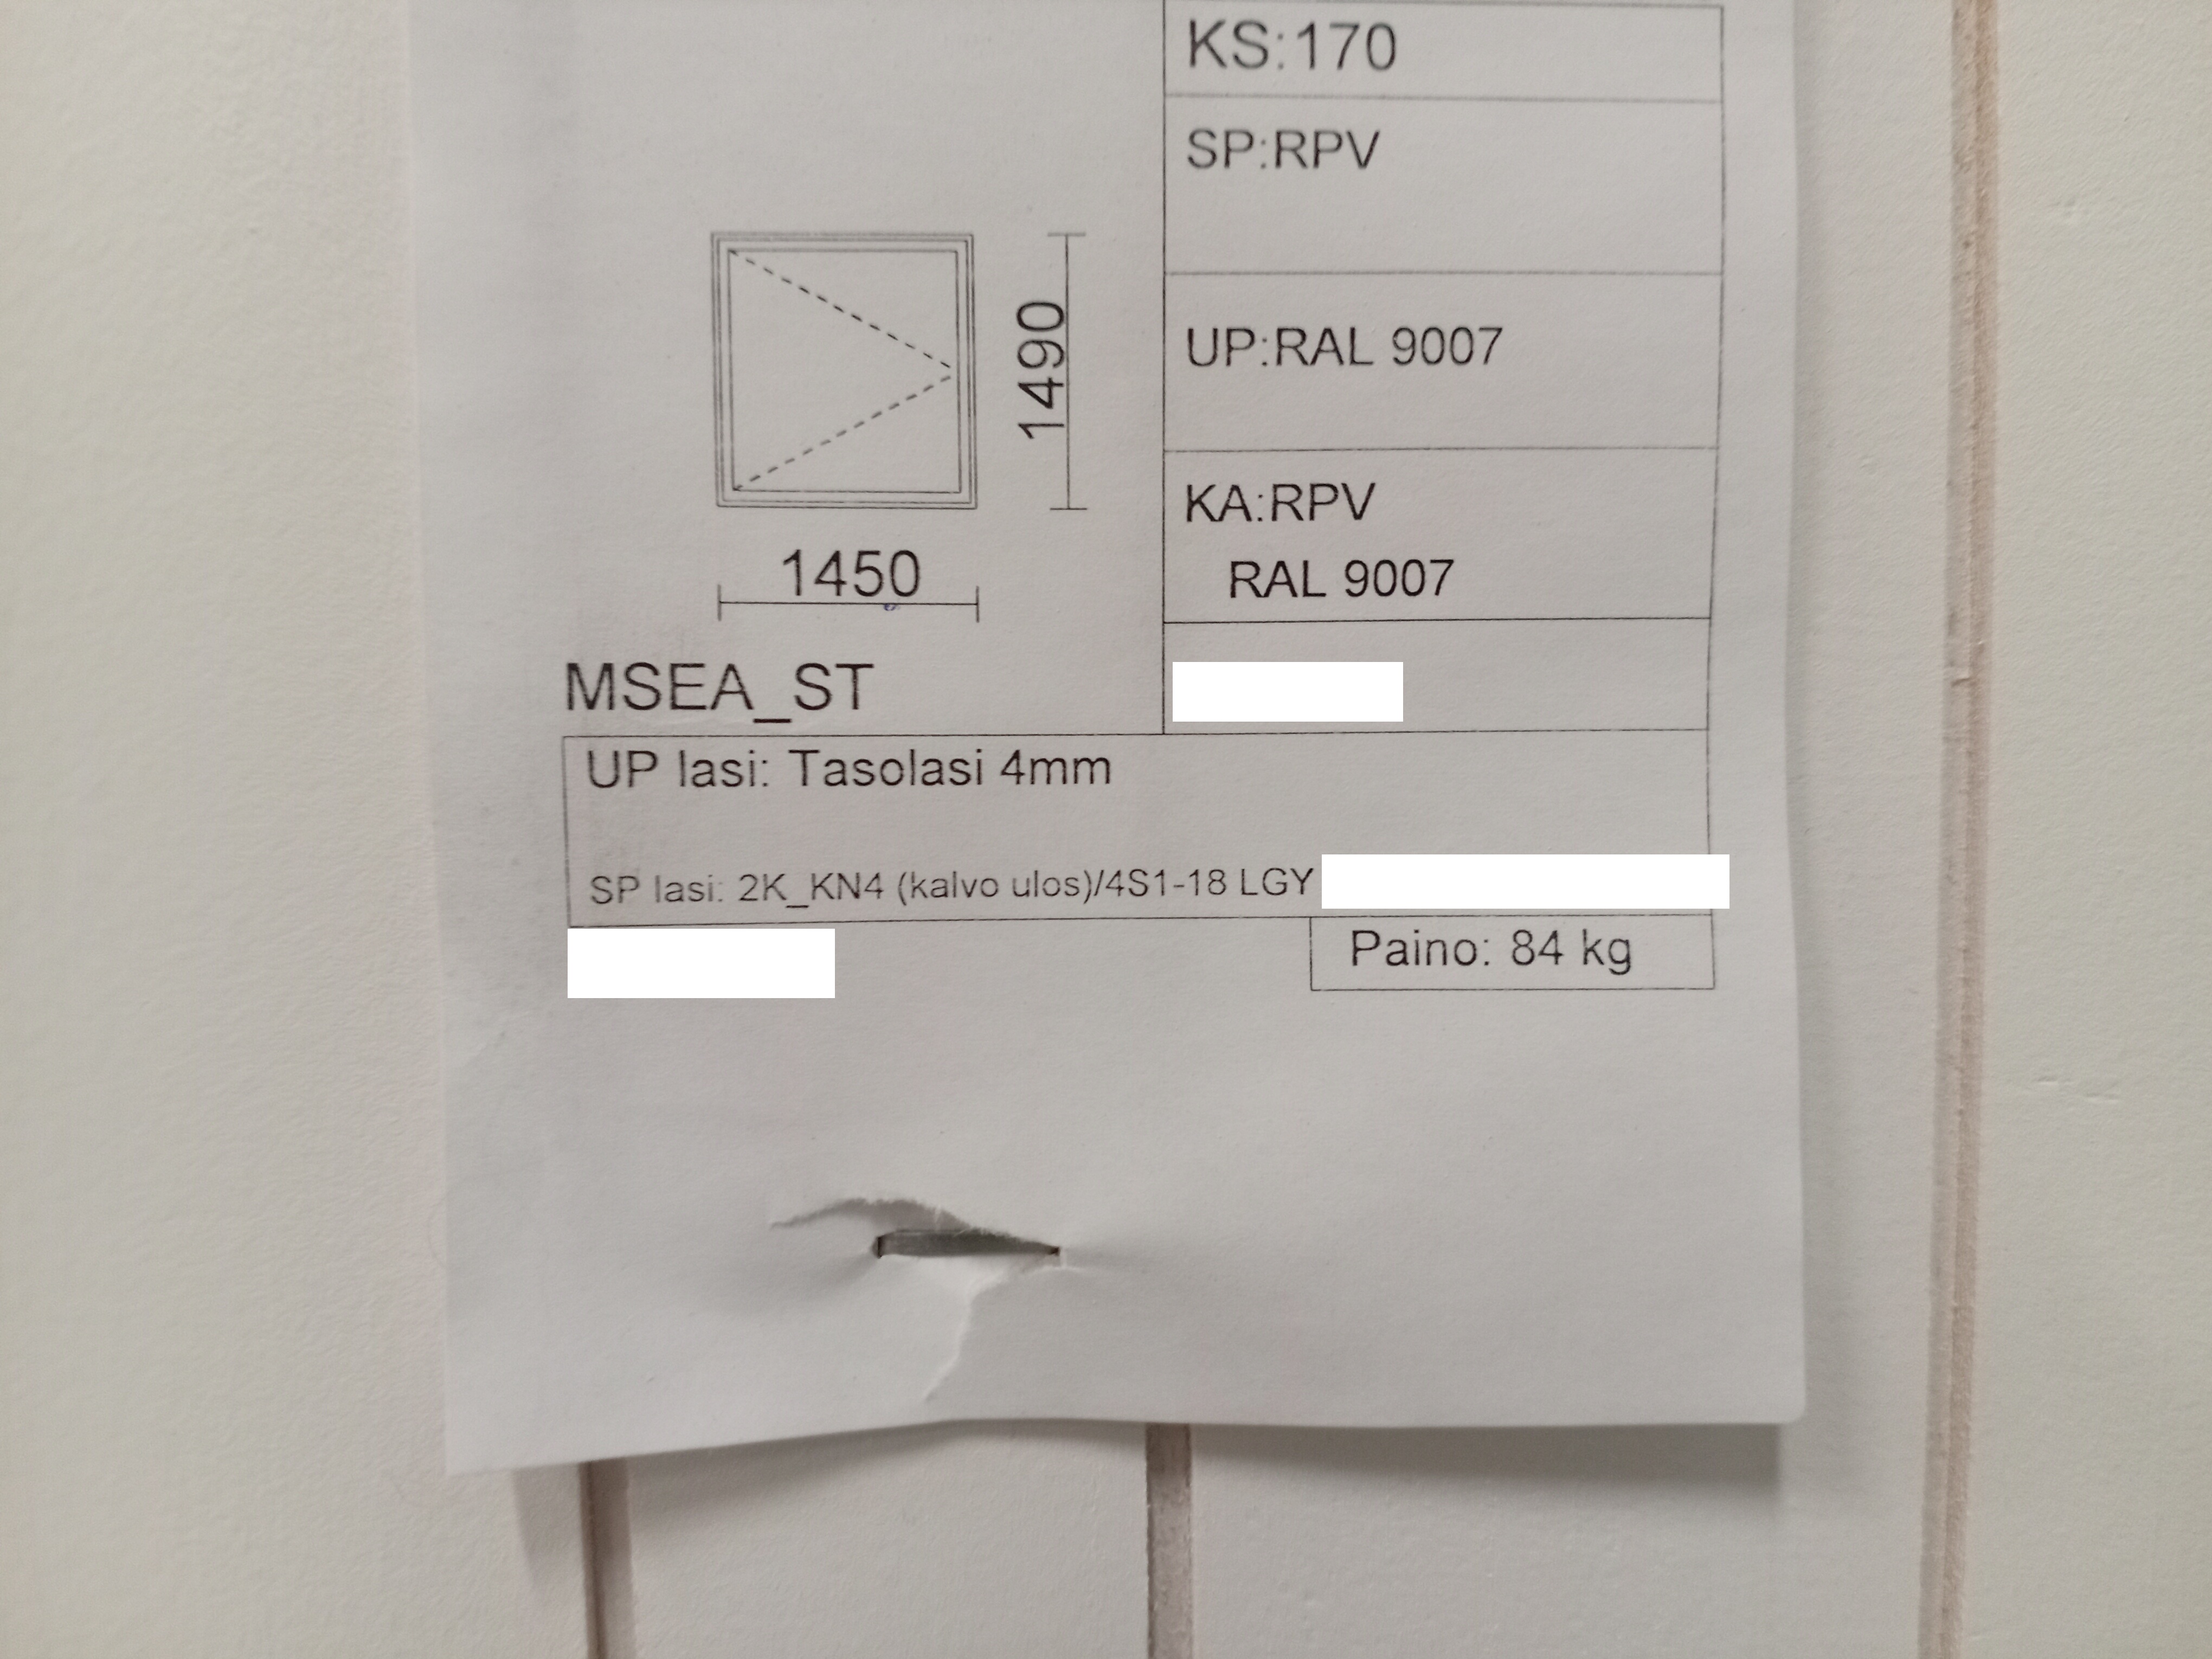 KS:170
SP:RPV
UP:RAL 9007
KA:RPV
RAL 9007
1490
1450
MSEA_ST
UP lasi: Tasolasi 4mm
SP lasi: 2K_KN4 (kalvo ulos)/4S1-18 LGY
Paino: 84 kg